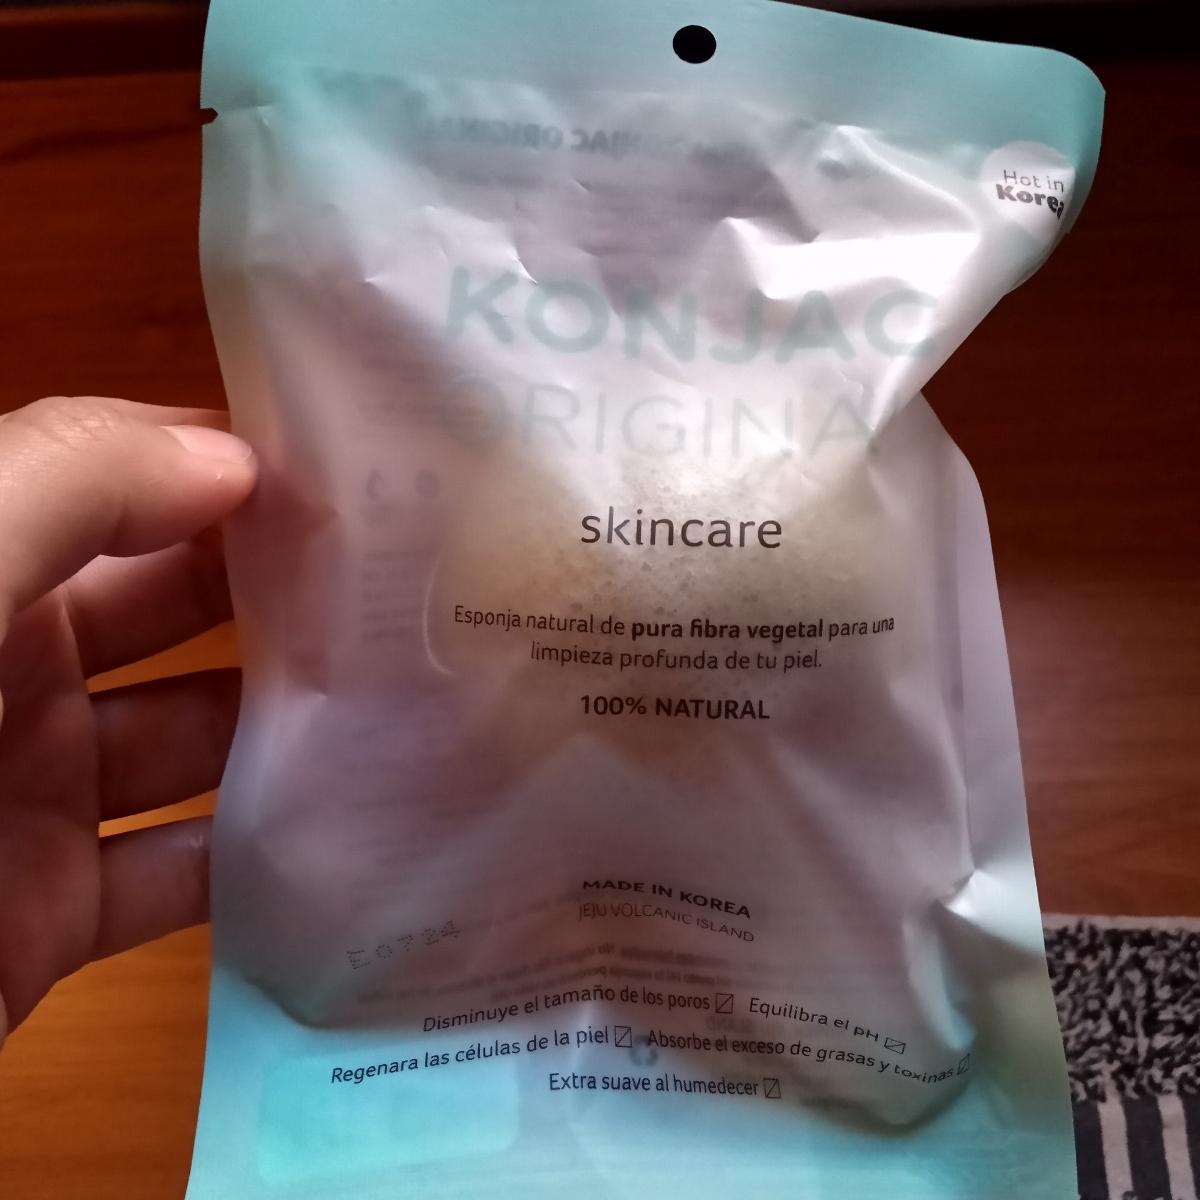 Hot in
Korea
KONJAC
ORIGINAL
skincare
Esponja natural de pura fibra vegetal para una
limpieza profunda de tu piel.
100% NATURAL
MADE IN KOREA
JEJU VOLCANIC ISLAND
E0724
Disminuye el tamaño de los poros Equilibra el pH
Regenara las células de la piel Absorbe el exceso de grasas y toxinas
Extra suave al humedecer